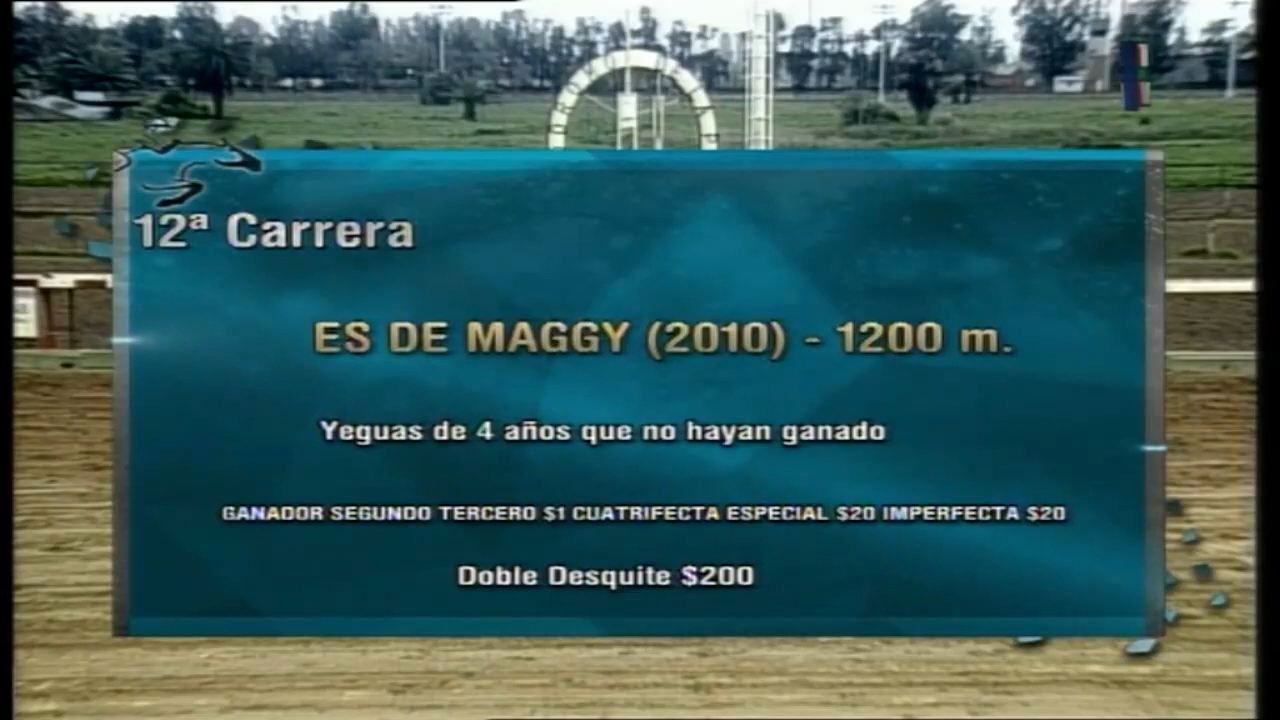 12ª Carrera
ES DE MAGGY (2010) - 1200 m.
Yeguas de 4 años que no hayan ganado
GANADOR SEGUNDO TERCERO $1 CUATRIFECTA ESPECIAL $20 IMPERFECTA $20
Doble Desquite $200